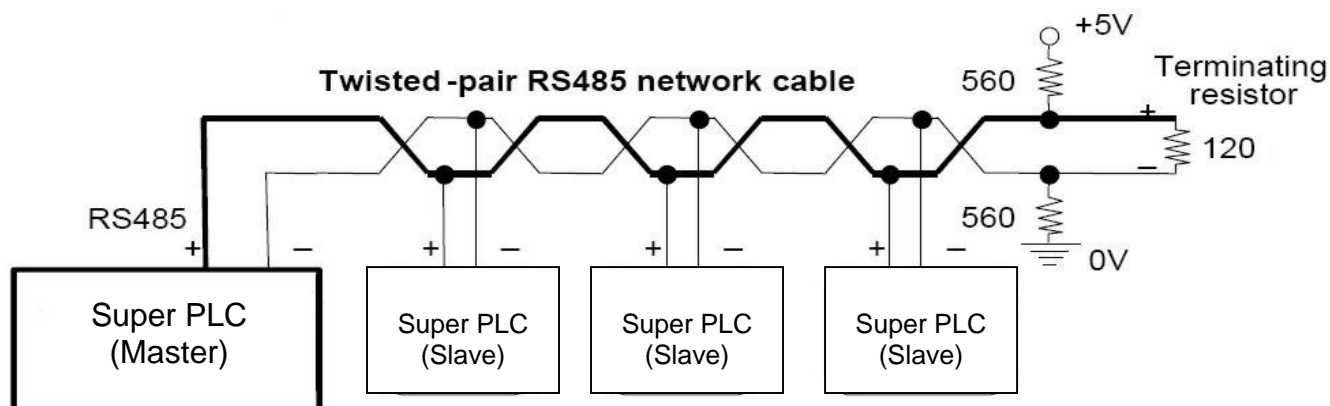 +5V
560
Terminating
resistor
Twisted-pair RS485 network cable
+
120
–
RS485
560
+ –
+ –
+ –
+ –
0V
Super PLC
(Master)
Super PLC
(Slave)
Super PLC
(Slave)
Super PLC
(Slave)